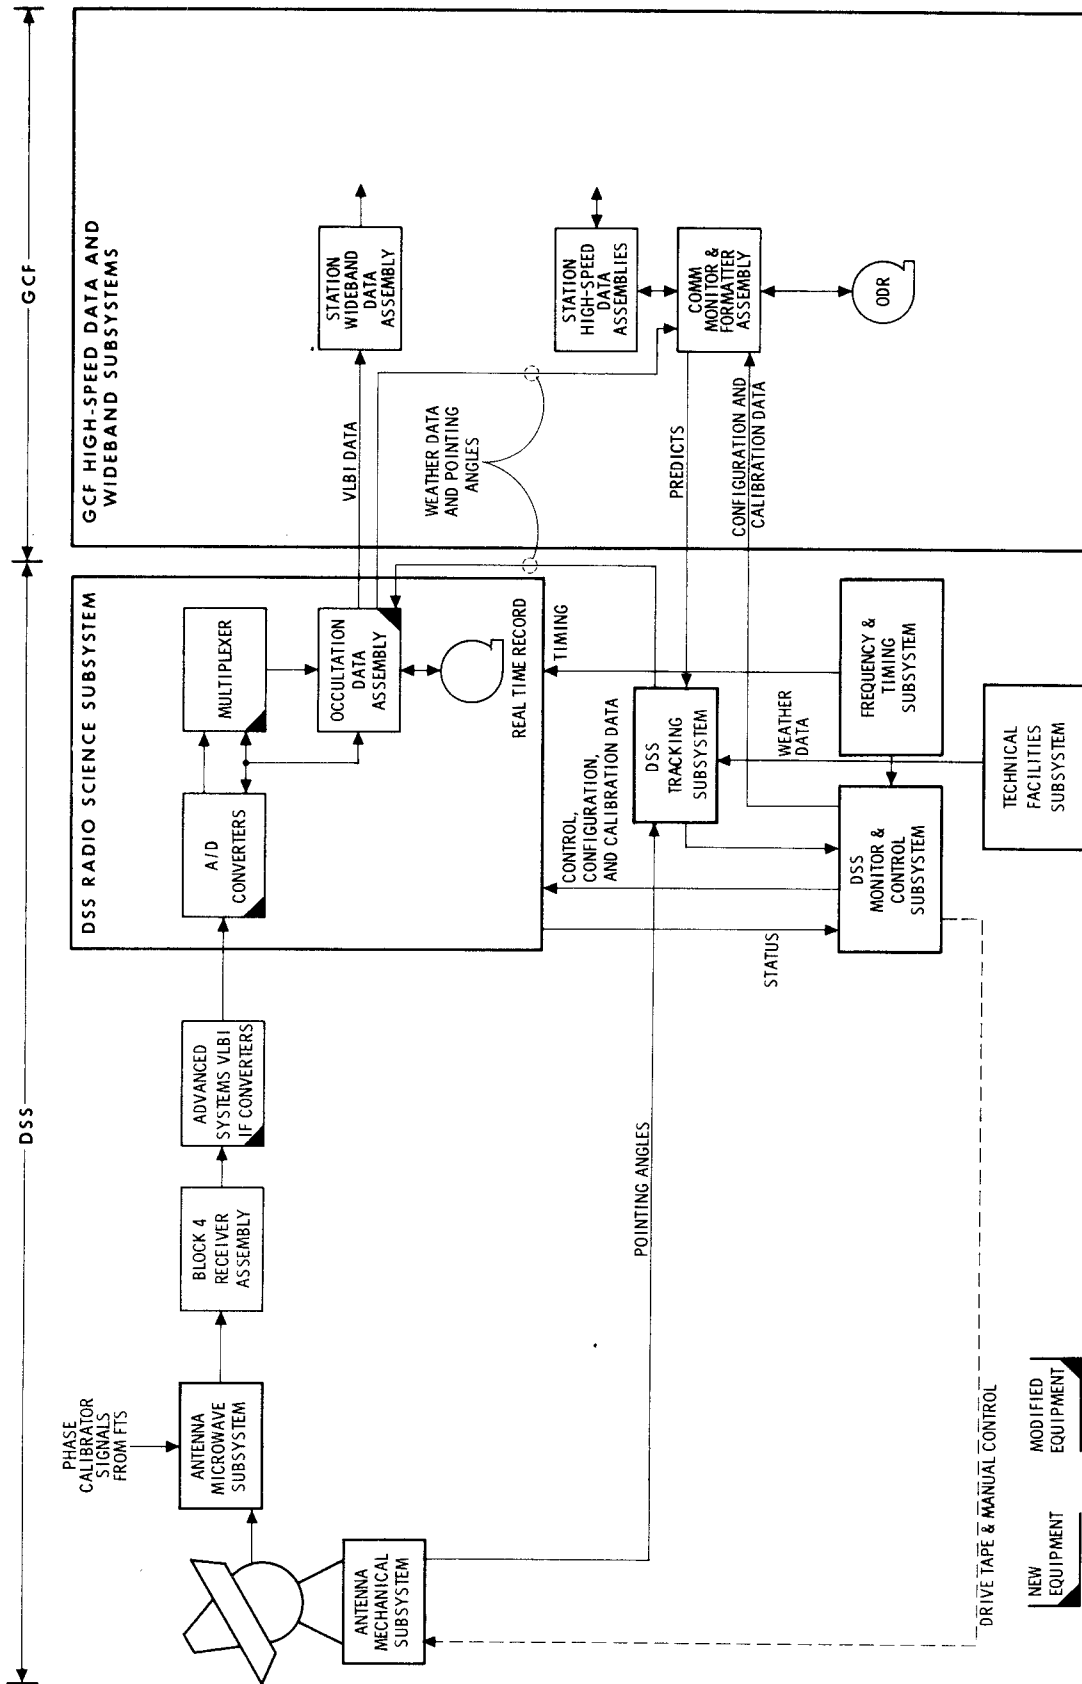 DSS
GCF
PHASE
CALIBRATOR
SIGNALS
FROM FTS
ANTENNA
MICROWAVE
SUBSYSTEM
BLOCK 4
RECEIVER
ASSEMBLY
ADVANCED
SYSTEMS VLBI
IF CONVERTERS
DSS RADIO SCIENCE SUBSYSTEM
A/D
CONVERTERS
MULTIPLEXER
OCCULTATION
DATA
ASSEMBLY
REAL TIME RECORD
GCF HIGH-SPEED DATA AND
WIDEBAND SUBSYSTEMS
VLBI DATA
STATION
WIDEBAND
DATA
ASSEMBLY
WEATHER DATA
AND POINTING
ANGLES
STATION
HIGH-SPEED
DATA
ASSEMBLIES
COMM
MONITOR &
FORMATTER
ASSEMBLY
ODR
PREDICTS
CONFIGURATION AND
CALIBRATION DATA
ANTENNA
MECHANICAL
SUBSYSTEM
POINTING ANGLES
CONTROL,
CONFIGURATION,
AND CALIBRATION DATA
TIMING
DSS
TRACKING
SUBSYSTEM
STATUS
WEATHER
DATA
DSS
MONITOR &
CONTROL
SUBSYSTEM
FREQUENCY &
TIMING
SUBSYSTEM
TECHNICAL
FACILITIES
SUBSYSTEM
DRIVE TAPE & MANUAL CONTROL
NEW
EQUIPMENT
MODIFIED
EQUIPMENT